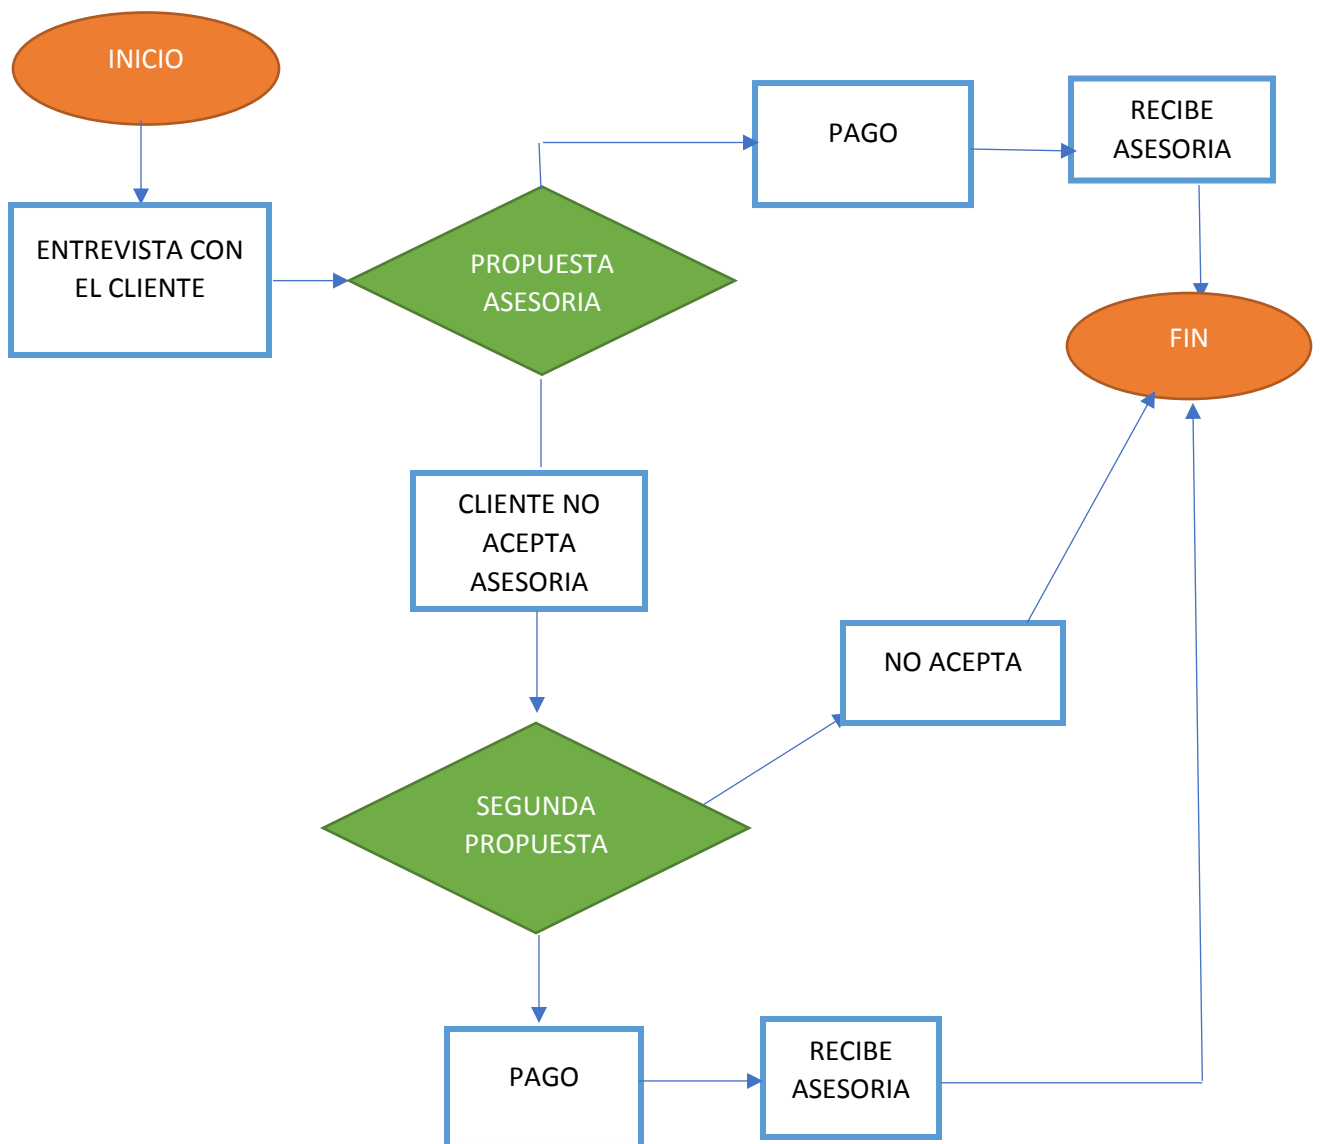 INICIO
ENTREVISTA CON
EL CLIENTE
PROPUESTA
ASESORIA
PAGO
RECIBE
ASESORIA
FIN
CLIENTE NO
ACEPTA
ASESORIA
NO ACEPTA
SEGUNDA
PROPUESTA
PAGO
RECIBE
ASESORIA